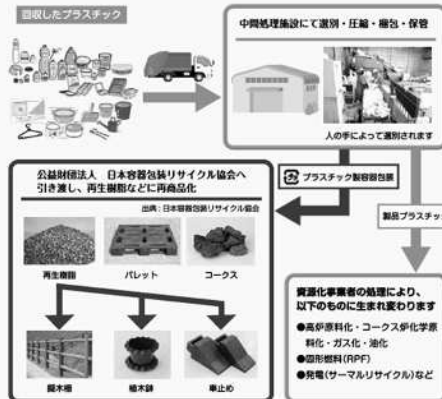 回収したプラスチック
中間処理施設にて選別・圧縮・梱包・保管
人の手によって選別されます
プラスチック製容器包装
製品プラスチック
公益財団法人 日本容器包装リサイクル協会へ
引き渡し、再生樹脂などに再商品化
出典:日本容器包装リサイクル協会
再生樹脂
パレット
コークス
擬木柵
植木鉢
車止め
資源化事業者の処理により、
以下のものに生まれ変わります
●高炉原料化・コークス炉化学原
料化・ガス化・油化
●固形燃料(RPF)
●発電(サーマルリサイクル)など